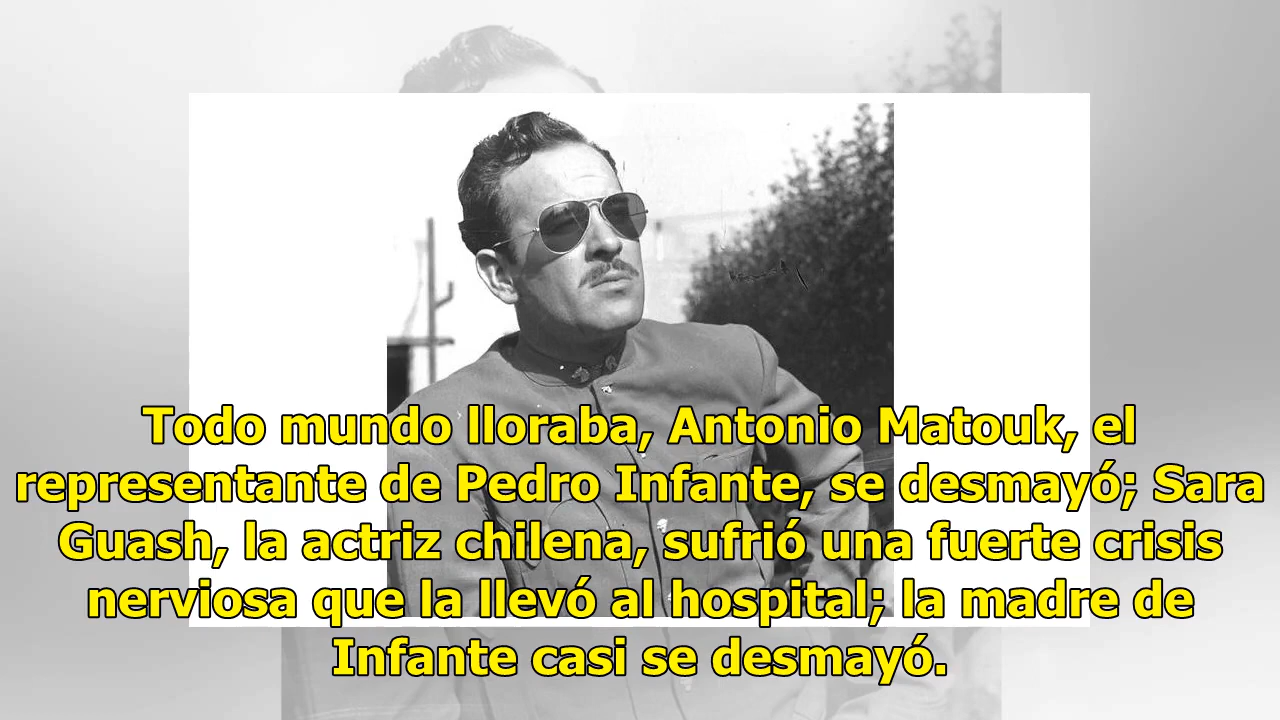 Todo mundo lloraba, Antonio Matouk, el
representante de Pedro Infante, se desmayó; Sara
Guash, la actriz chilena, sufrió una fuerte crisis
nerviosa que la llevó al hospital; la madre de
Infante casi se desmayó.